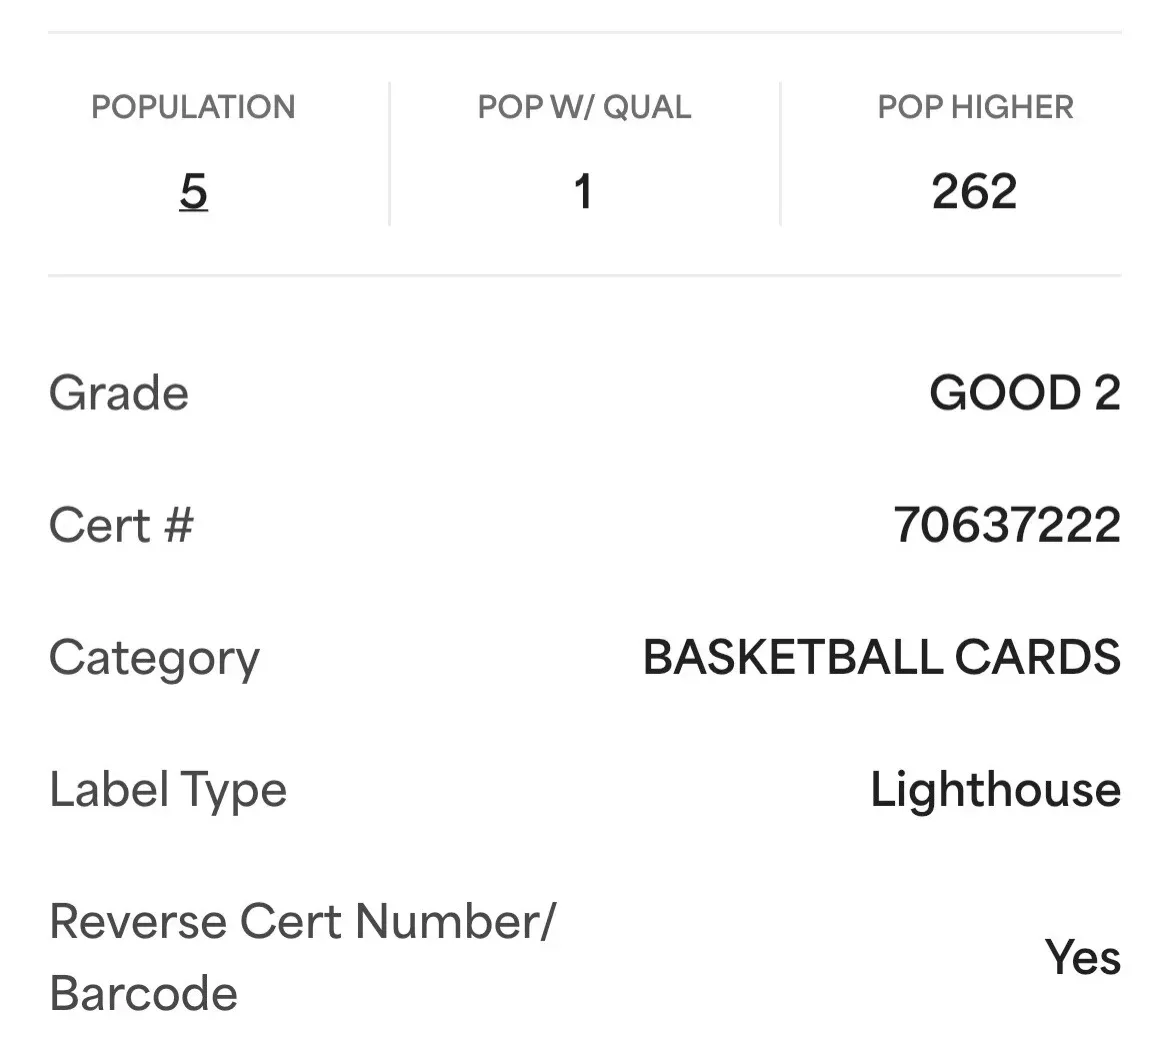 POPULATION POP W/ QUAL POP HIGHER
5 1 262
Grade GOOD 2
Cert # 70637222
Category BASKETBALL CARDS
Label Type Lighthouse
Reverse Cert Number/
Barcode Yes